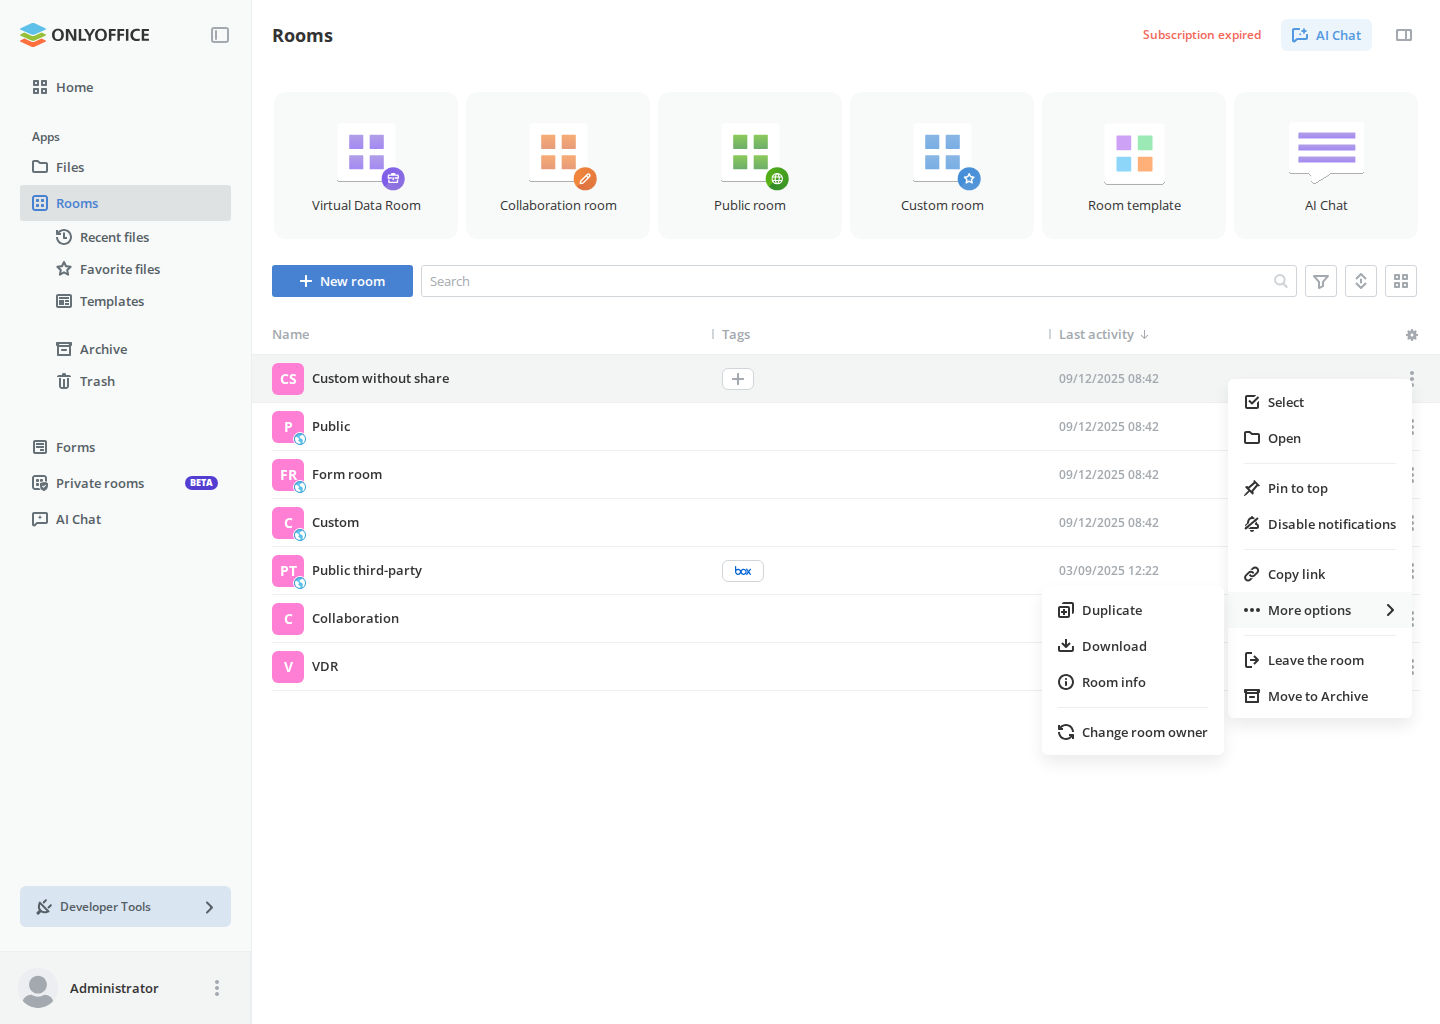 ONLYOFFICE
Home
Apps
Files
Rooms
Recent files
Favorite files
Templates
Archive
Trash
Forms
Private rooms BETA
AI Chat
Developer Tools
Administrator
Rooms
Subscription expired
AI Chat
Virtual Data Room
Collaboration room
Public room
Custom room
Room template
AI Chat
New room
Search
Name Tags Last activity
CS Custom without share 09/12/2025 08:42
P Public 09/12/2025 08:42
FR Form room 09/12/2025 08:42
C Custom 09/12/2025 08:42
PT Public third-party box 03/09/2025 12:22
C Collaboration
V VDR
Select
Open
Pin to top
Disable notifications
Copy link
More options
Leave the room
Move to Archive
Duplicate
Download
Room info
Change room owner